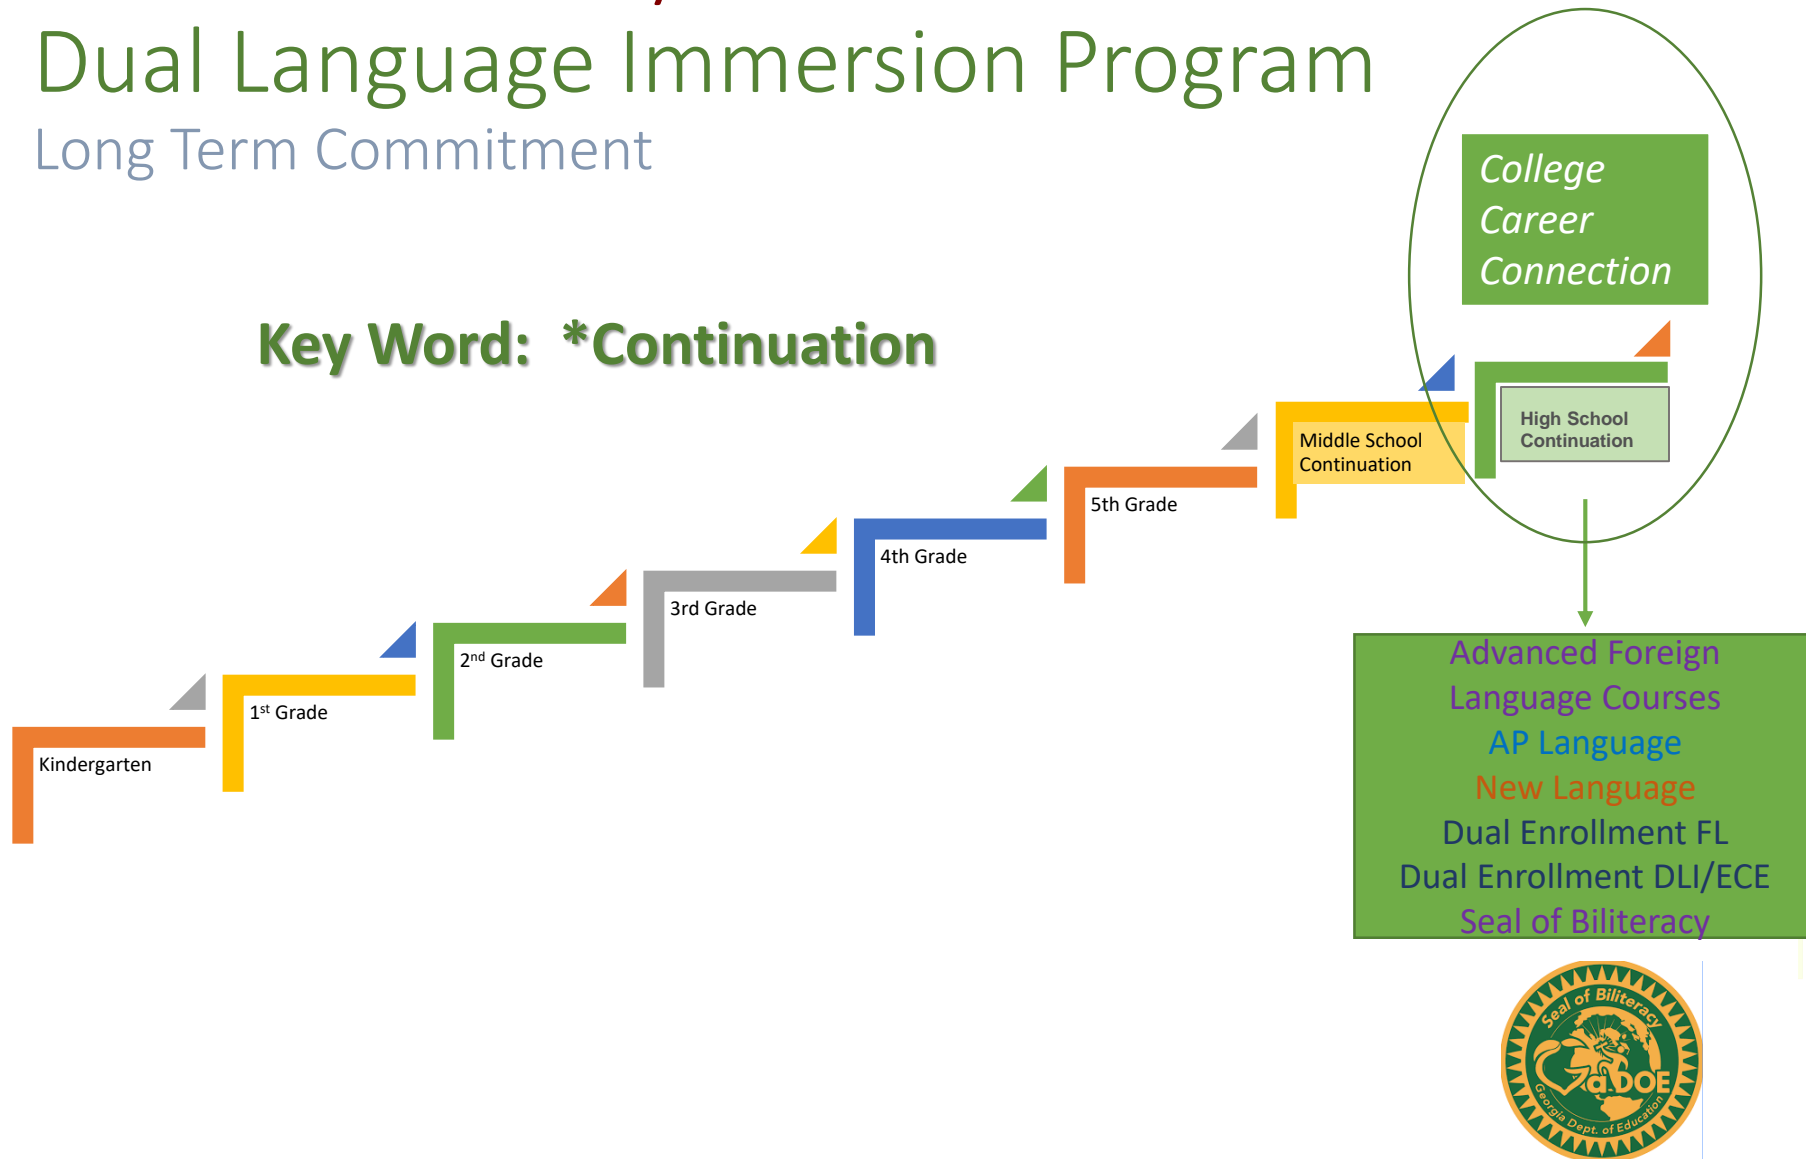 Dual Language Immersion Program
Long Term Commitment
College
Career
Connection
Key Word:  *Continuation
High School
Continuation
Middle School
Continuation
5th Grade
4th Grade
3rd Grade
2nd Grade
1st Grade
Kindergarten
Advanced Foreign
Language Courses
AP Language
New Language
Dual Enrollment FL
Dual Enrollment DLI/ECE
Seal of Biliteracy
Seal of Biliteracy
GaDOE
Georgia Dept. of Education